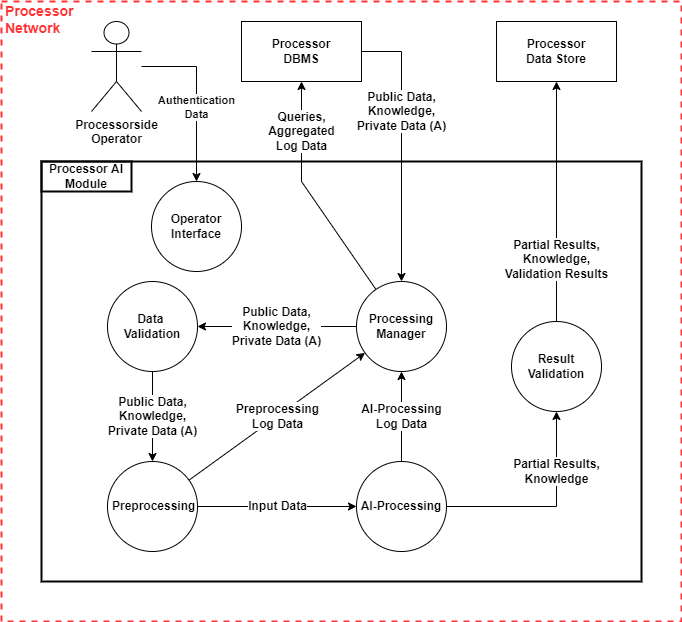 Processor
Network
Processorside
Operator
Authentication
Data
Processor
DBMS
Processor
Data Store
Queries,
Aggregated
Log Data
Public Data,
Knowledge,
Private Data (A)
Processor AI
Module
Operator
Interface
Partial Results,
Knowledge,
Validation Results
Data
Validation
Public Data,
Knowledge,
Private Data (A)
Processing
Manager
Result
Validation
Public Data,
Knowledge,
Private Data (A)
Preprocessing
Log Data
AI-Processing
Log Data
Partial Results,
Knowledge
Preprocessing
Input Data
AI-Processing